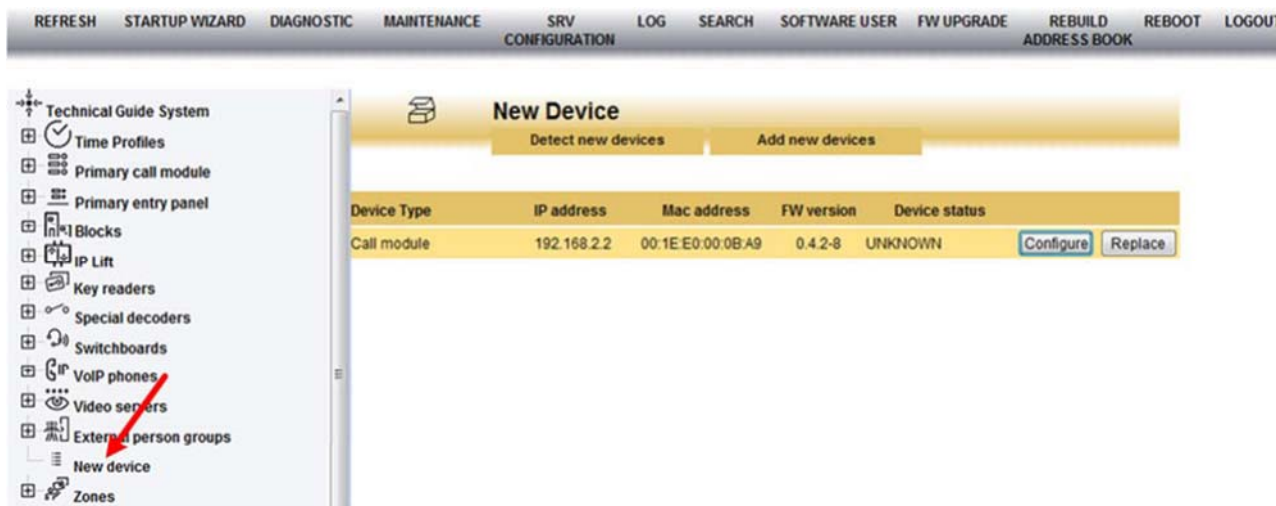 REFRESH STARTUP WIZARD DIAGNOSTIC MAINTENANCE SRV CONFIGURATION LOG SEARCH SOFTWARE USER FW UPGRADE REBUILD ADDRESS BOOK REBOOT LOGOUT
Technical Guide System
Time Profiles
Primary call module
Primary entry panel
Blocks
IP Lift
Key readers
Special decoders
Switchboards
VoIP phones
Video servers
External person groups
New device
Zones
New Device
Detect new devices Add new devices
Device Type IP address Mac address FW version Device status
Call module 192.168.2.2 00:1E:E0:00:0B:A9 0.4.2-8 UNKNOWN Configure Replace